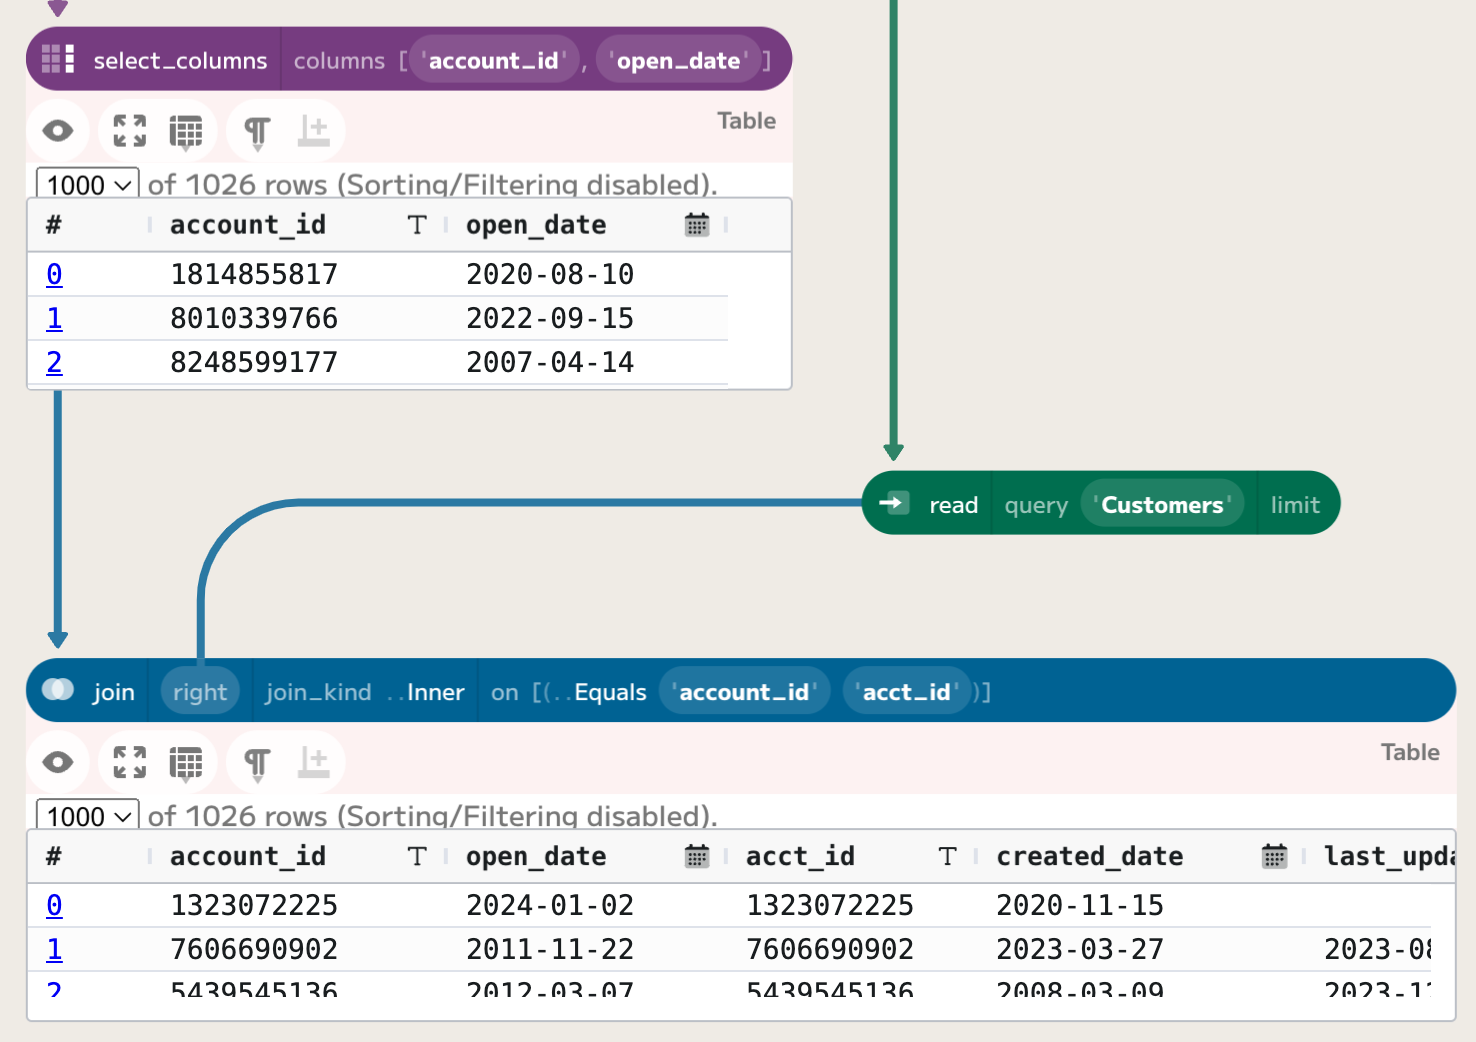 select_columns columns ['account_id', 'open_date']
Table
1000 of 1026 rows (Sorting/Filtering disabled).
# account_id T open_date
0 1814855817 2020-08-10
1 8010339766 2022-09-15
2 8248599177 2007-04-14
read query 'Customers' limit
join right join_kind ..Inner on [(..Equals 'account_id' 'acct_id')]
Table
1000 of 1026 rows (Sorting/Filtering disabled).
# account_id T open_date acct_id T created_date last_upda
0 1323072225 2024-01-02 1323072225 2020-11-15
1 7606690902 2011-11-22 7606690902 2023-03-27 2023-08
2 5439545136 2012-03-07 5439545136 2008-03-09 2023-1